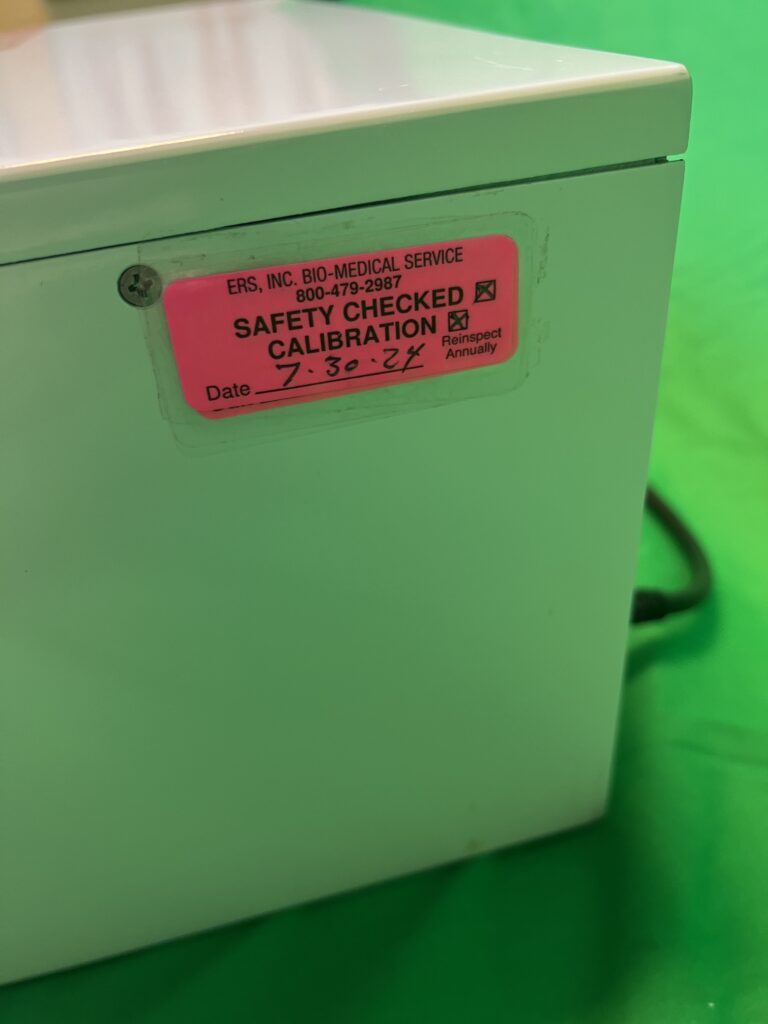 ERS, INC. BIO-MEDICAL SERVICE
800-479-2987
SAFETY CHECKED ☒
CALIBRATION ☒
Reinspect
Annually
Date 7·30·24